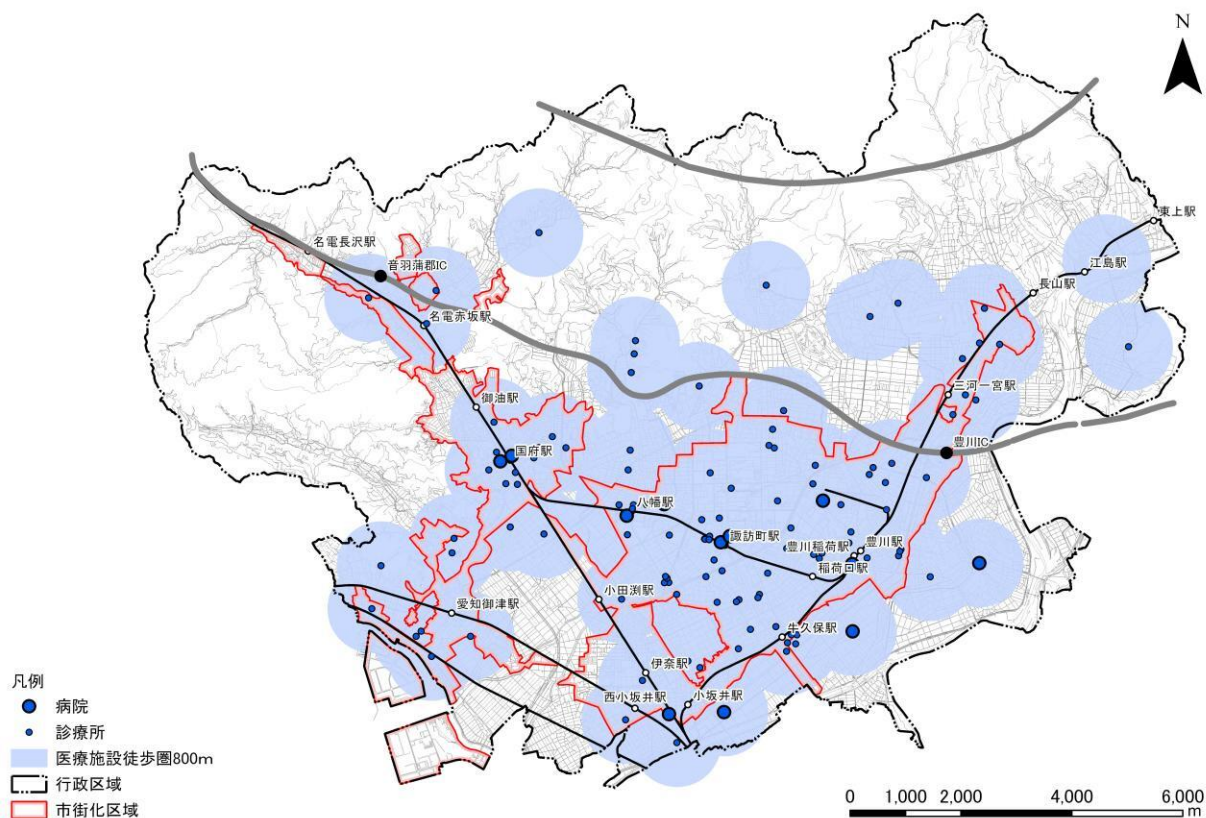 N
東上駅
江島駅
名電長沢駅
音羽蒲郡IC
長山駅
名電赤坂駅
三河一宮駅
御油駅
豊川IC
国府駅
八幡駅
諏訪町駅
豊川稲荷駅
豊川駅
稲荷口駅
小田渕駅
愛知御津駅
牛久保駅
伊奈駅
西小坂井駅
小坂井駅
凡例
病院
診療所
医療施設徒歩圏800m
行政区域
市街化区域
0 1,000 2,000 4,000 6,000
m